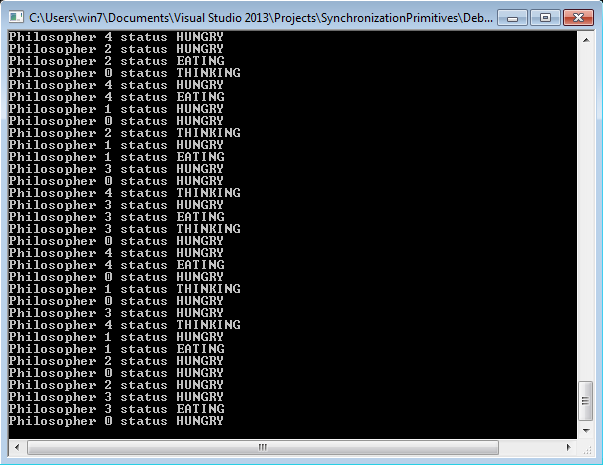 C:\Users\win7\Documents\Visual Studio 2013\Projects\SynchronizationPrimitives\Deb...
Philosopher 4 status HUNGRY
Philosopher 2 status HUNGRY
Philosopher 2 status EATING
Philosopher 0 status THINKING
Philosopher 4 status HUNGRY
Philosopher 4 status EATING
Philosopher 1 status HUNGRY
Philosopher 0 status HUNGRY
Philosopher 2 status THINKING
Philosopher 1 status HUNGRY
Philosopher 1 status EATING
Philosopher 3 status HUNGRY
Philosopher 0 status HUNGRY
Philosopher 4 status THINKING
Philosopher 3 status HUNGRY
Philosopher 3 status EATING
Philosopher 3 status THINKING
Philosopher 0 status HUNGRY
Philosopher 4 status HUNGRY
Philosopher 4 status EATING
Philosopher 0 status HUNGRY
Philosopher 1 status THINKING
Philosopher 0 status HUNGRY
Philosopher 3 status HUNGRY
Philosopher 4 status THINKING
Philosopher 1 status HUNGRY
Philosopher 1 status EATING
Philosopher 2 status HUNGRY
Philosopher 0 status HUNGRY
Philosopher 2 status HUNGRY
Philosopher 3 status HUNGRY
Philosopher 3 status EATING
Philosopher 0 status HUNGRY